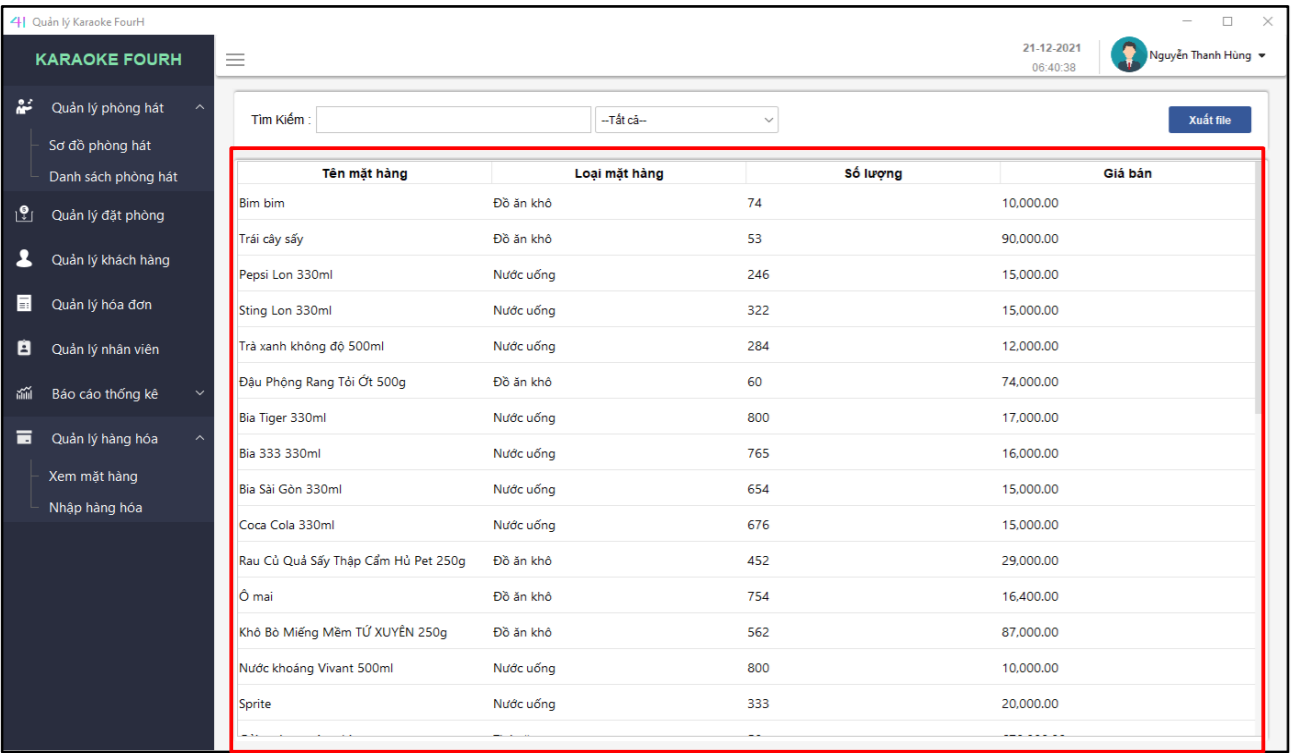 Quản lý Karaoke FourH
KARAOKE FOURH
21-12-2021
06:40:38
Nguyễn Thanh Hùng
Quản lý phòng hát
Sơ đồ phòng hát
Danh sách phòng hát
Quản lý đặt phòng
Quản lý khách hàng
Quản lý hóa đơn
Quản lý nhân viên
Báo cáo thống kê
Quản lý hàng hóa
Xem mặt hàng
Nhập hàng hóa
Tìm Kiếm : --Tất cả-- Xuất file
Tên mặt hàng Loại mặt hàng Số lượng Giá bán
Bim bim Đồ ăn khô 74 10,000.00
Trái cây sấy Đồ ăn khô 53 90,000.00
Pepsi Lon 330ml Nước uống 246 15,000.00
Sting Lon 330ml Nước uống 322 15,000.00
Trà xanh không độ 500ml Nước uống 284 12,000.00
Đậu Phộng Rang Tỏi Ớt 500g Đồ ăn khô 60 74,000.00
Bia Tiger 330ml Nước uống 800 17,000.00
Bia 333 330ml Nước uống 765 16,000.00
Bia Sài Gòn 330ml Nước uống 654 15,000.00
Coca Cola 330ml Nước uống 676 15,000.00
Rau Củ Quả Sấy Thập Cẩm Hủ Pet 250g Đồ ăn khô 452 29,000.00
Ô mai Đồ ăn khô 754 16,400.00
Khô Bò Miếng Mềm TỨ XUYÊN 250g Đồ ăn khô 562 87,000.00
Nước khoáng Vivant 500ml Nước uống 800 10,000.00
Sprite Nước uống 333 20,000.00